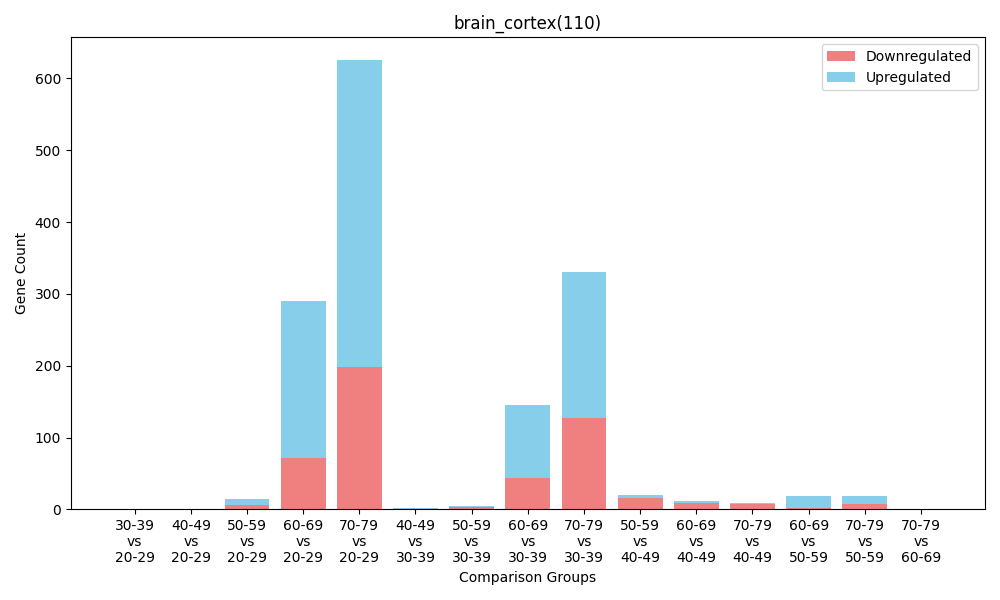 brain_cortex(110)
Downregulated
Upregulated
Gene Count
600
500
400
300
200
100
0
30-39 40-49 50-59 60-69 70-79 40-49 50-59 60-69 70-79 50-59 60-69 70-79 60-69 70-79 70-79
vs vs vs vs vs vs vs vs vs vs vs vs vs vs vs
20-29 20-29 20-29 20-29 20-29 30-39 30-39 30-39 30-39 40-49 40-49 40-49 50-59 50-59 60-69
Comparison Groups